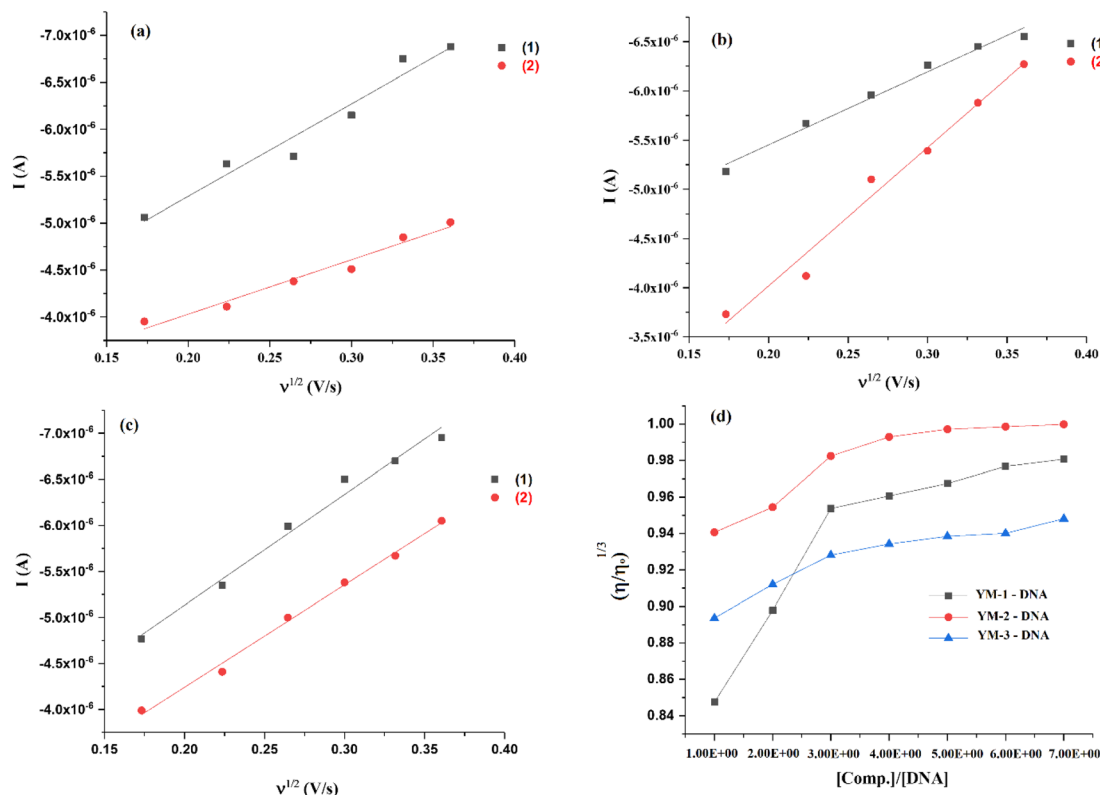 (a)
-7.0x10⁻⁶
-6.5x10⁻⁶
-6.0x10⁻⁶
-5.5x10⁻⁶
-5.0x10⁻⁶
-4.5x10⁻⁶
-4.0x10⁻⁶
I (A)
(1)
(2)
0.15 0.20 0.25 0.30 0.35 0.40
ν^1/2 (V/s)
(b)
-6.5x10⁻⁶
-6.0x10⁻⁶
-5.5x10⁻⁶
-5.0x10⁻⁶
-4.5x10⁻⁶
-4.0x10⁻⁶
-3.5x10⁻⁶
I (A)
(1
(2
0.15 0.20 0.25 0.30 0.35 0.40
ν^1/2 (V/s)
(c)
-7.0x10⁻⁶
-6.5x10⁻⁶
-6.0x10⁻⁶
-5.5x10⁻⁶
-5.0x10⁻⁶
-4.5x10⁻⁶
-4.0x10⁻⁶
I (A)
(1)
(2)
0.15 0.20 0.25 0.30 0.35 0.40
ν^1/2 (V/s)
(d)
1.00
0.98
0.96
0.94
0.92
0.90
0.88
0.86
0.84
(η/ηₒ)^1/3
YM-1 - DNA
YM-2 - DNA
YM-3 - DNA
1.00E+00 2.00E+00 3.00E+00 4.00E+00 5.00E+00 6.00E+00 7.00E+00
[Comp.]/[DNA]